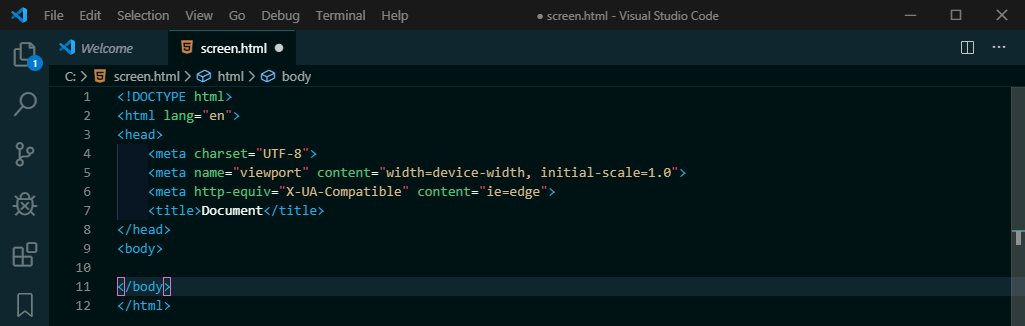 File Edit Selection View Go Debug Terminal Help ● screen.html - Visual Studio Code
Welcome screen.html ●
1
C: > screen.html > html > body
1 <!DOCTYPE html>
2 <html lang="en">
3 <head>
4     <meta charset="UTF-8">
5     <meta name="viewport" content="width=device-width, initial-scale=1.0">
6     <meta http-equiv="X-UA-Compatible" content="ie=edge">
7     <title>Document</title>
8 </head>
9 <body>
10
11 </body>
12 </html>